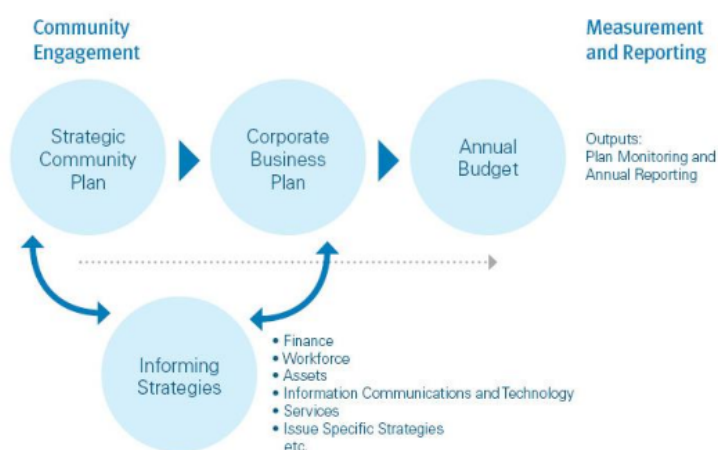 Community
Engagement
Measurement
and Reporting
Strategic
Community
Plan
Corporate
Business
Plan
Annual
Budget
Outputs:
Plan Monitoring and
Annual Reporting
Informing
Strategies
• Finance
• Workforce
• Assets
• Information Communications and Technology
• Services
• Issue Specific Strategies
etc.